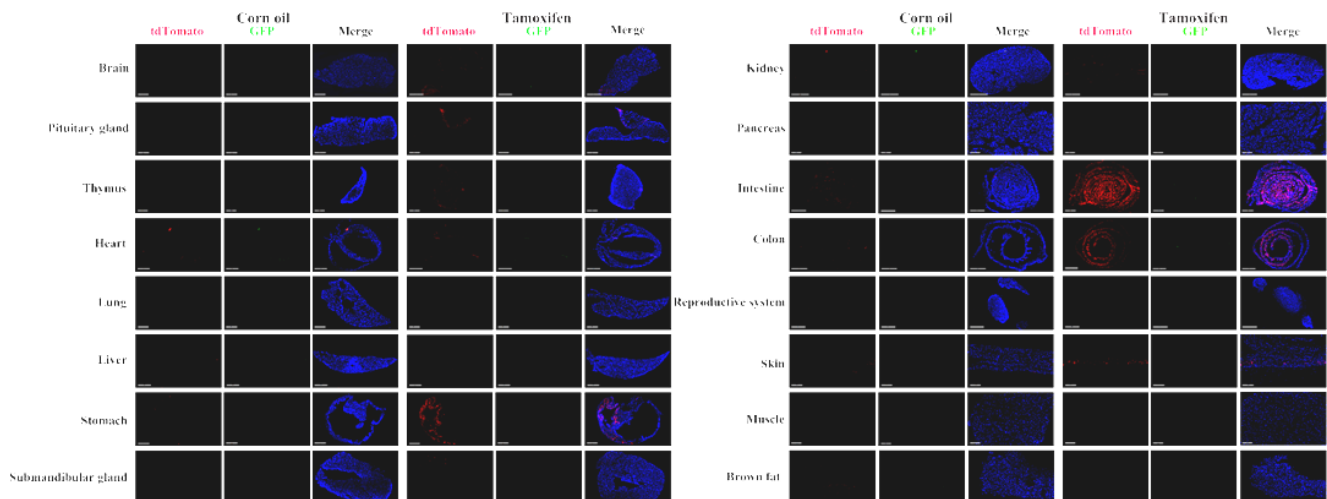 Corn oil Tamoxifen
tdTomato GFP Merge tdTomato GFP Merge
Brain
Pituitary gland
Thymus
Heart
Lung
Liver
Stomach
Submandibular gland
Corn oil Tamoxifen
tdTomato GFP Merge tdTomato GFP Merge
Kidney
Pancreas
Intestine
Colon
Reproductive system
Skin
Muscle
Brown fat